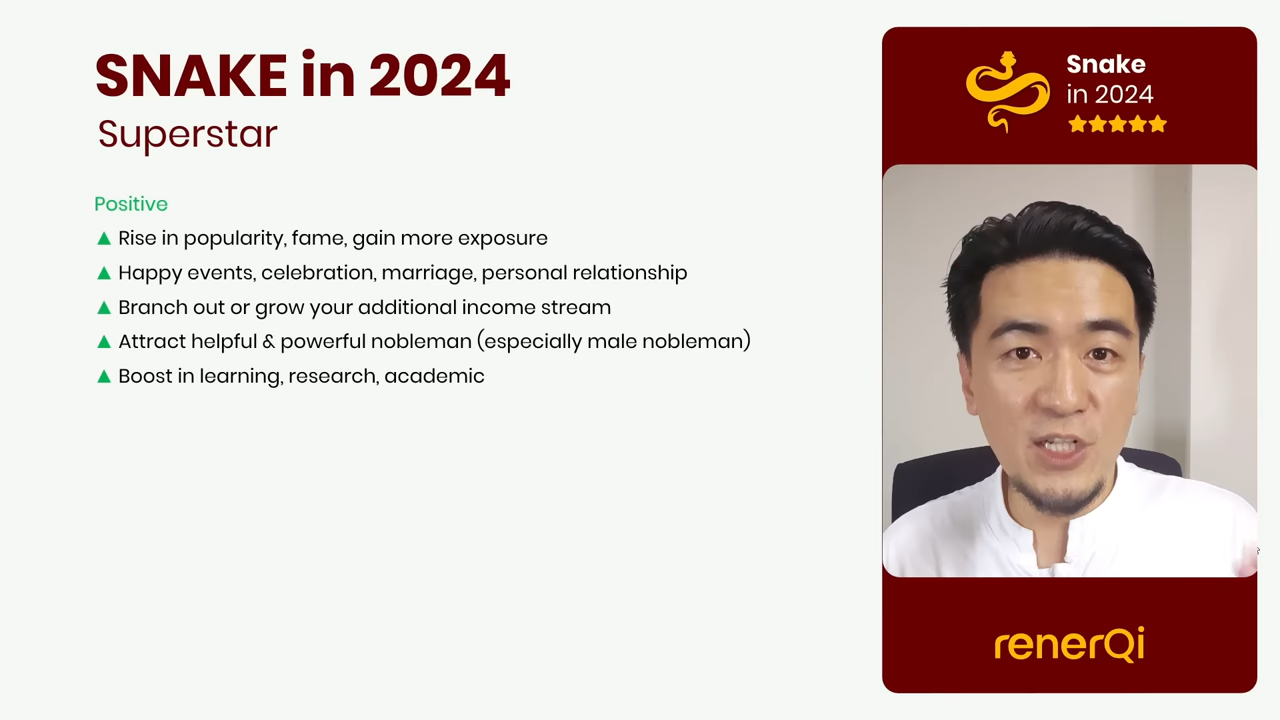 SNAKE in 2024
Superstar
Positive
▲ Rise in popularity, fame, gain more exposure
▲ Happy events, celebration, marriage, personal relationship
▲ Branch out or grow your additional income stream
▲ Attract helpful & powerful nobleman (especially male nobleman)
▲ Boost in learning, research, academic
Snake
in 2024
★★★★★
renerQi